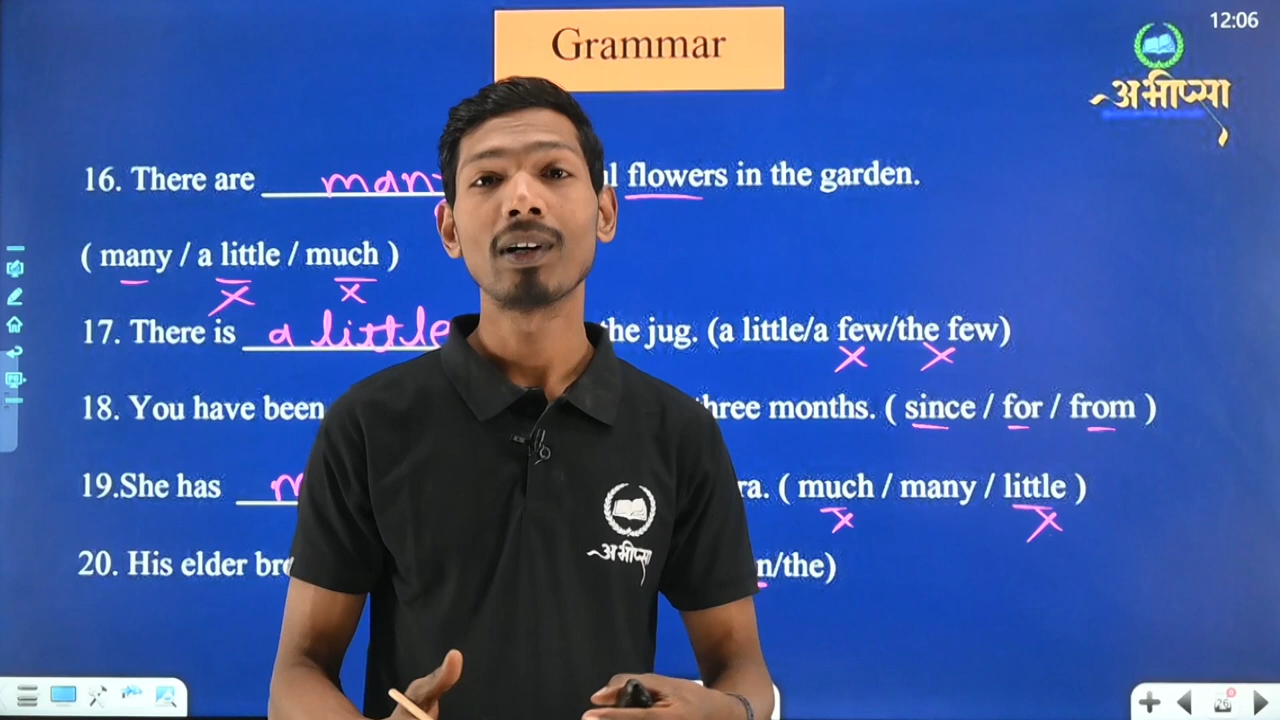 12:06
Grammar
अभीप्सा
16. There are many flowers in the garden.
( many / a little / much )
17. There is a little the jug. (a little/a few/the few)
18. You have been three months. ( since / for / from )
19.She has ( much / many / little )
अभीप्सा
20. His elder /the)
26